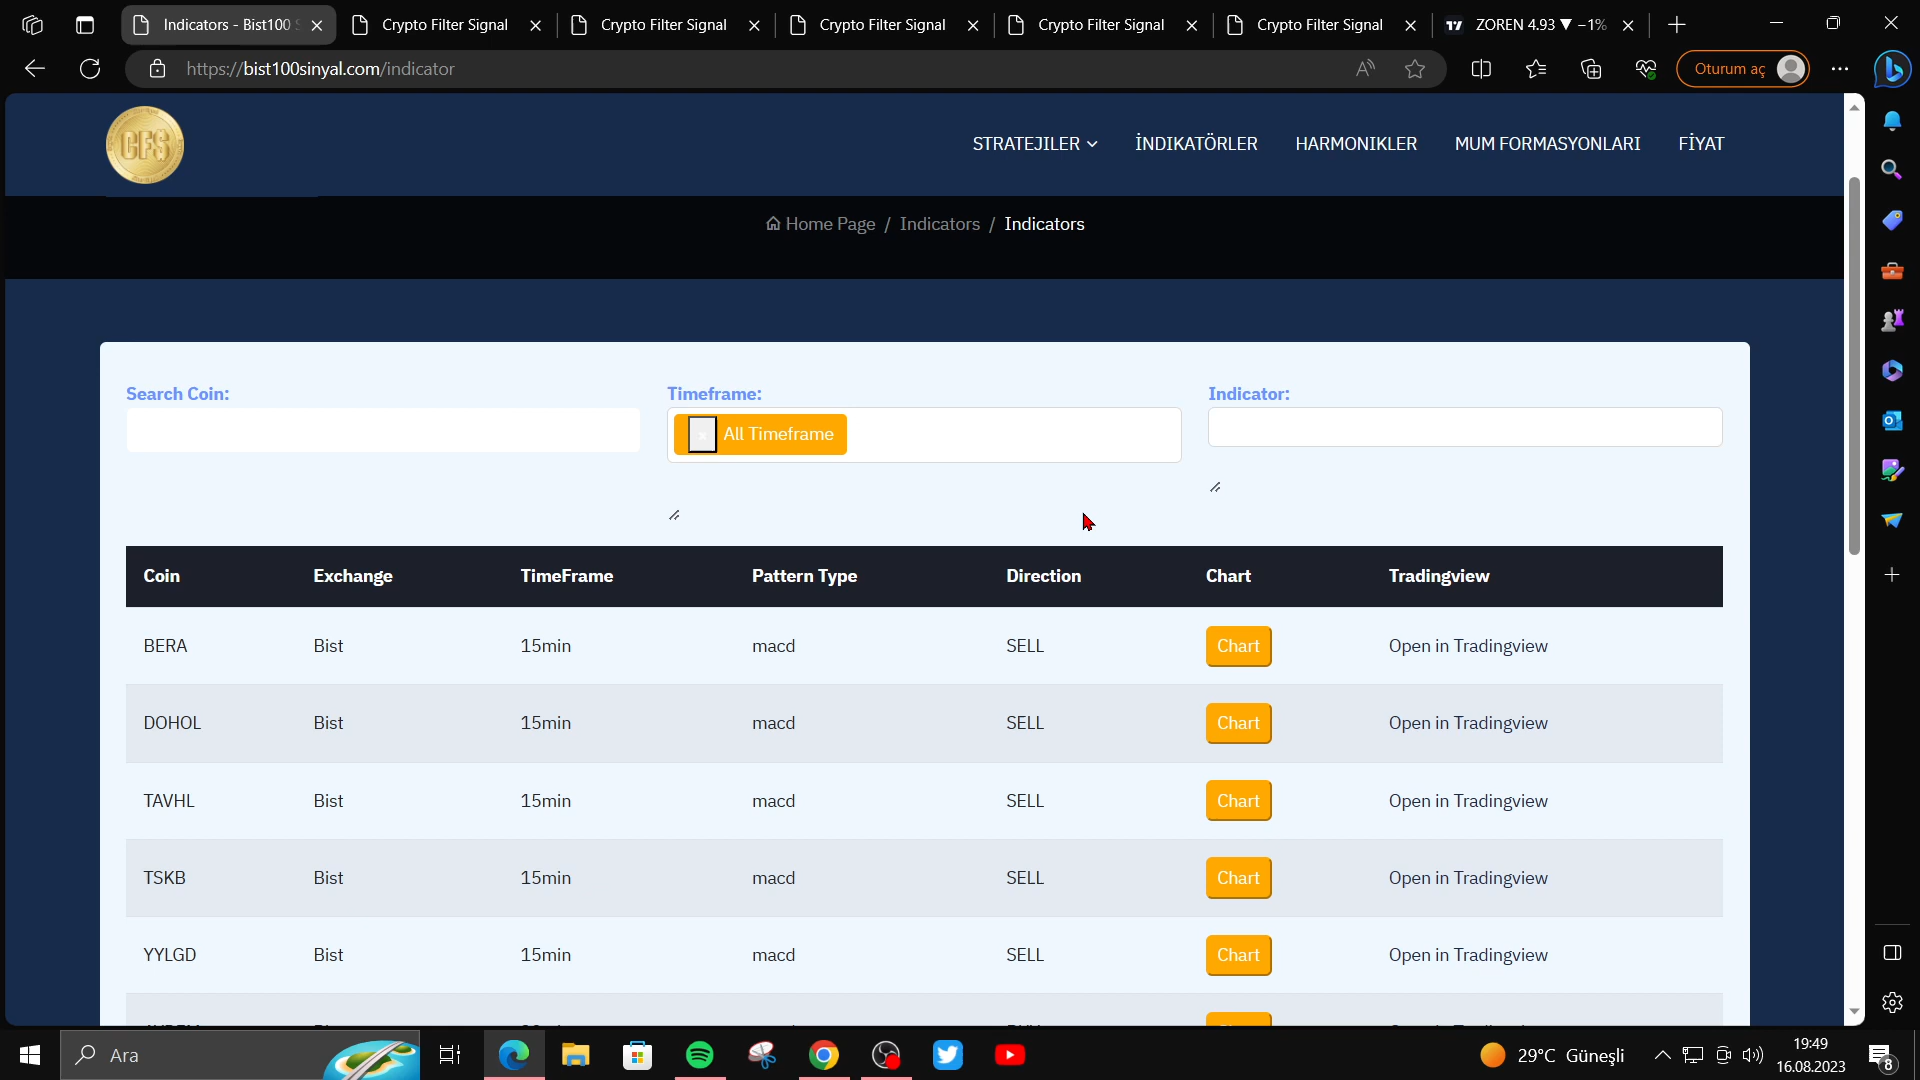 Indicators - Bist100 S
Crypto Filter Signal
Crypto Filter Signal
Crypto Filter Signal
Crypto Filter Signal
Crypto Filter Signal
ZOREN 4.93 ▼ −1%
https://bist100sinyal.com/indicator
Oturum aç
CF$
STRATEJILER
İNDIKATÖRLER
HARMONIKLER
MUM FORMASYONLARI
FİYAT
Home Page / Indicators / Indicators
Search Coin:
Timeframe:
Indicator:
× All Timeframe
Coin Exchange TimeFrame Pattern Type Direction Chart Tradingview
BERA Bist 15min macd SELL Chart Open in Tradingview
DOHOL Bist 15min macd SELL Chart Open in Tradingview
TAVHL Bist 15min macd SELL Chart Open in Tradingview
TSKB Bist 15min macd SELL Chart Open in Tradingview
YYLGD Bist 15min macd SELL Chart Open in Tradingview
Ara
29°C Güneşli
19:49
16.08.2023
8